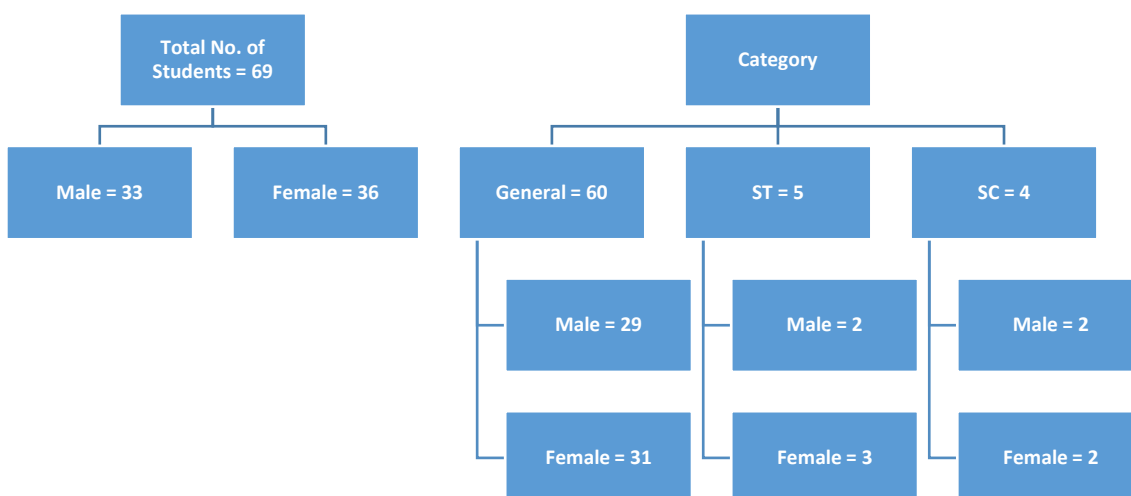 Total No. of
Students = 69
Category
Male = 33
Female = 36
General = 60
ST = 5
SC = 4
Male = 29
Male = 2
Male = 2
Female = 31
Female = 3
Female = 2